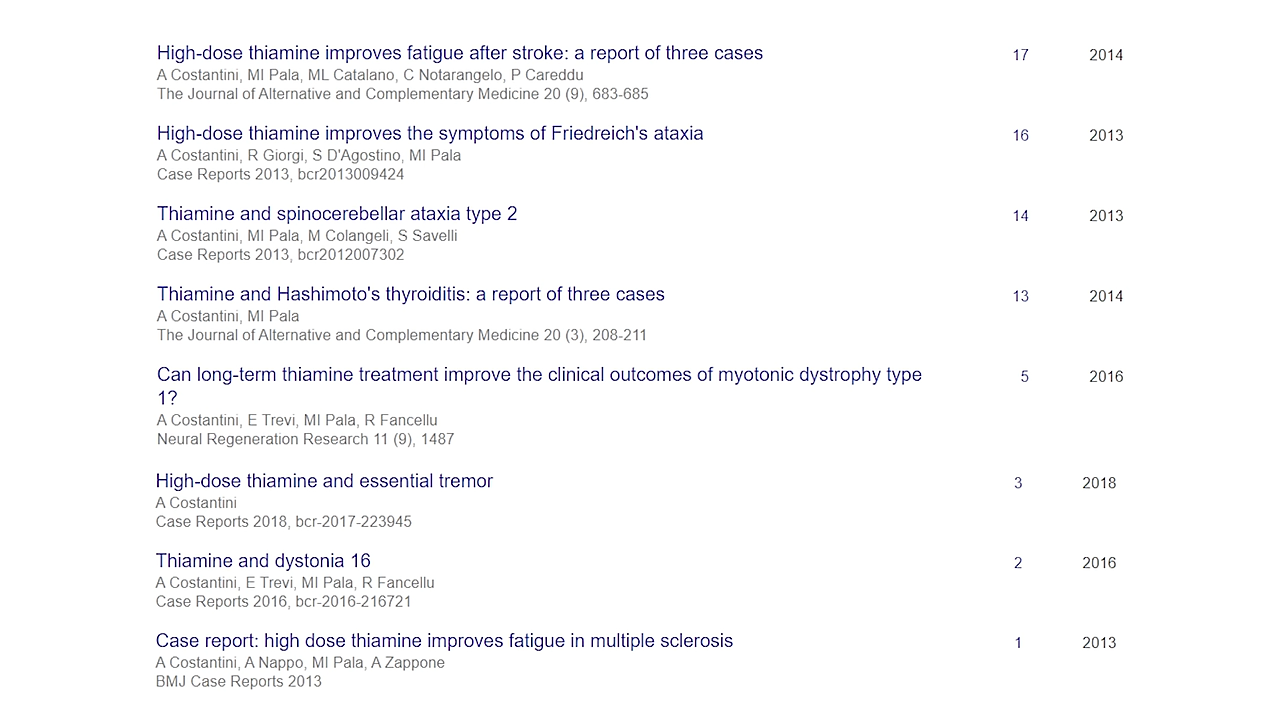 High-dose thiamine improves fatigue after stroke: a report of three cases 17 2014
A Costantini, MI Pala, ML Catalano, C Notarangelo, P Careddu
The Journal of Alternative and Complementary Medicine 20 (9), 683-685
High-dose thiamine improves the symptoms of Friedreich's ataxia 16 2013
A Costantini, R Giorgi, S D'Agostino, MI Pala
Case Reports 2013, bcr2013009424
Thiamine and spinocerebellar ataxia type 2 14 2013
A Costantini, MI Pala, M Colangeli, S Savelli
Case Reports 2013, bcr2012007302
Thiamine and Hashimoto's thyroiditis: a report of three cases 13 2014
A Costantini, MI Pala
The Journal of Alternative and Complementary Medicine 20 (3), 208-211
Can long-term thiamine treatment improve the clinical outcomes of myotonic dystrophy type 5 2016
1?
A Costantini, E Trevi, MI Pala, R Fancellu
Neural Regeneration Research 11 (9), 1487
High-dose thiamine and essential tremor 3 2018
A Costantini
Case Reports 2018, bcr-2017-223945
Thiamine and dystonia 16 2 2016
A Costantini, E Trevi, MI Pala, R Fancellu
Case Reports 2016, bcr-2016-216721
Case report: high dose thiamine improves fatigue in multiple sclerosis 1 2013
A Costantini, A Nappo, MI Pala, A Zappone
BMJ Case Reports 2013